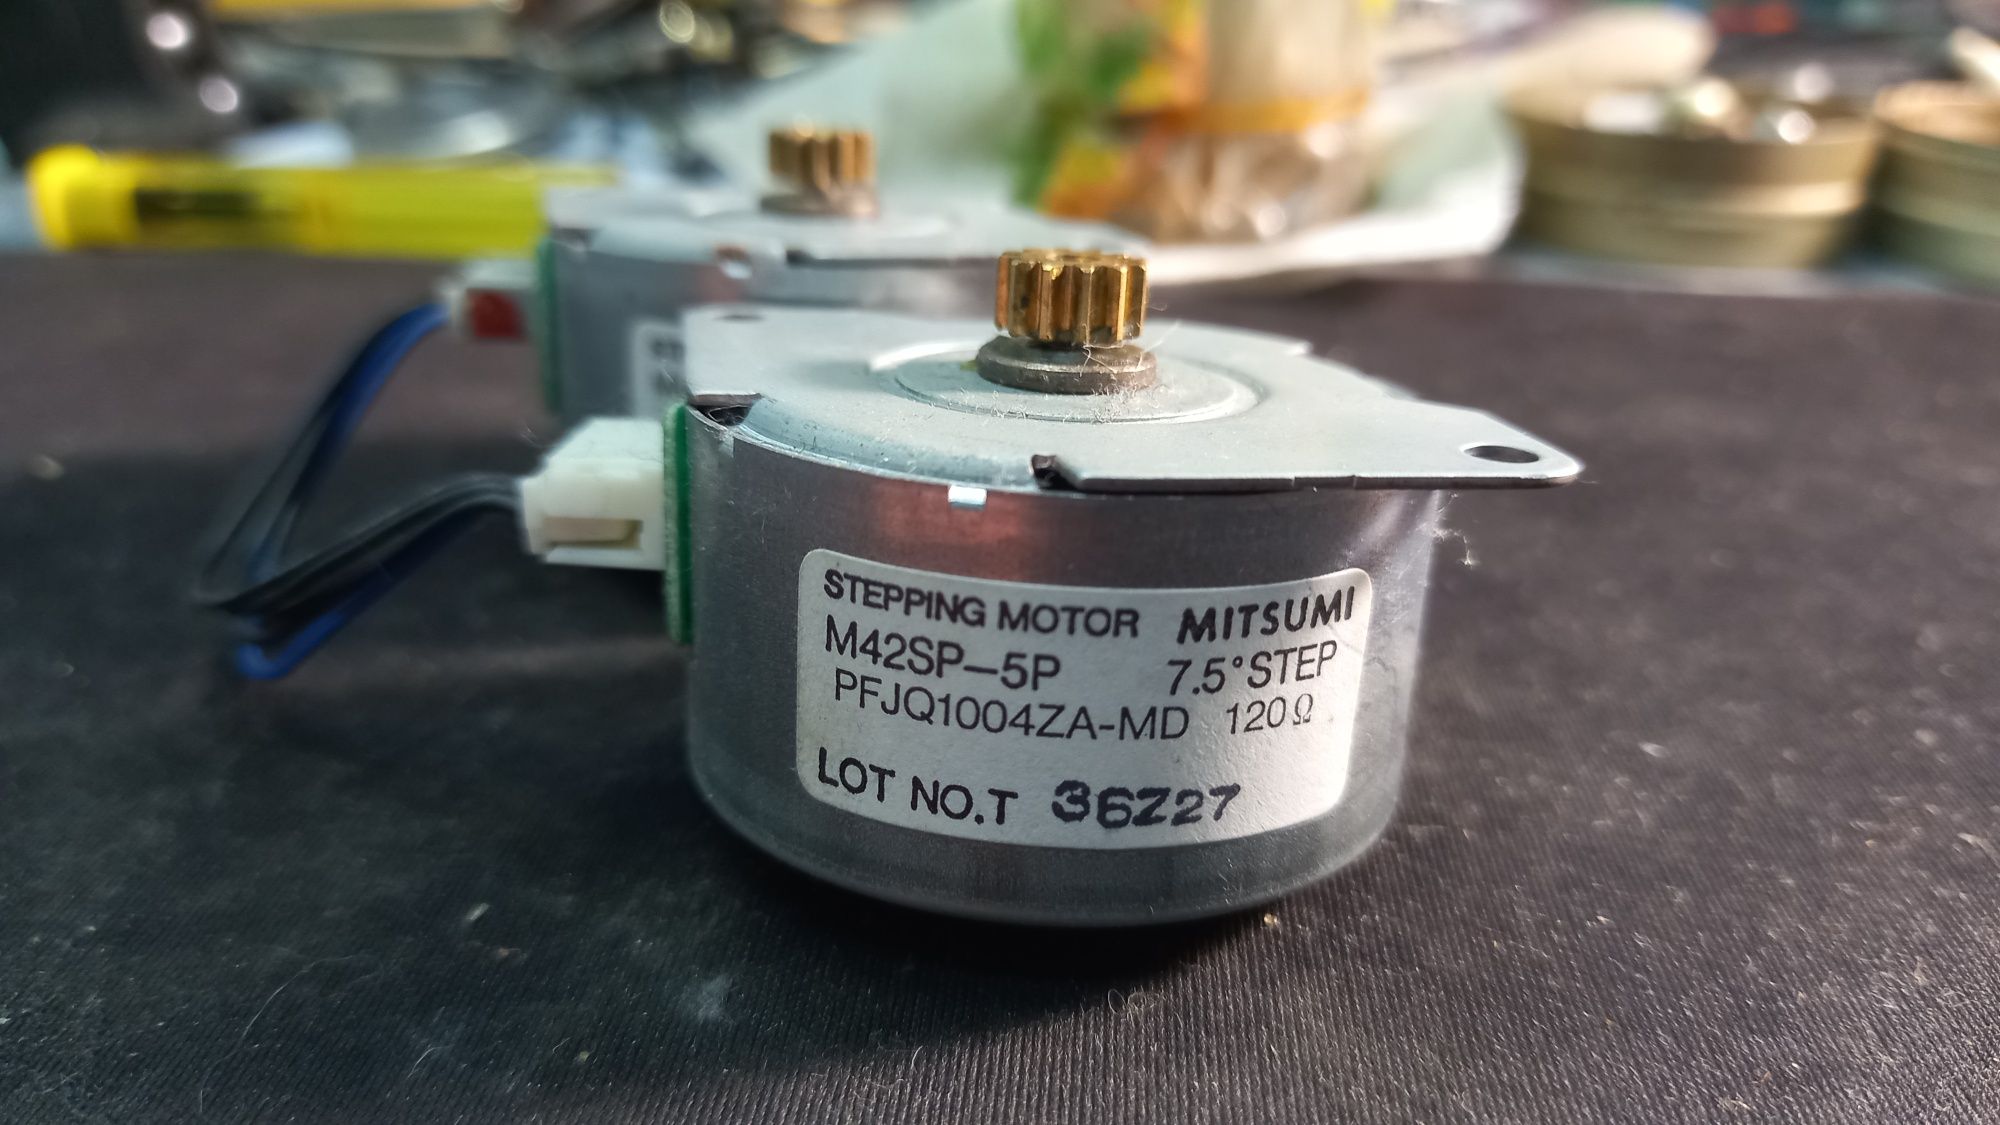 STEPPING MOTOR MITSUMI
M42SP-5P 7.5°STEP
PFJQ1004ZA-MD 120Ω
LOT NO.T 36Z27